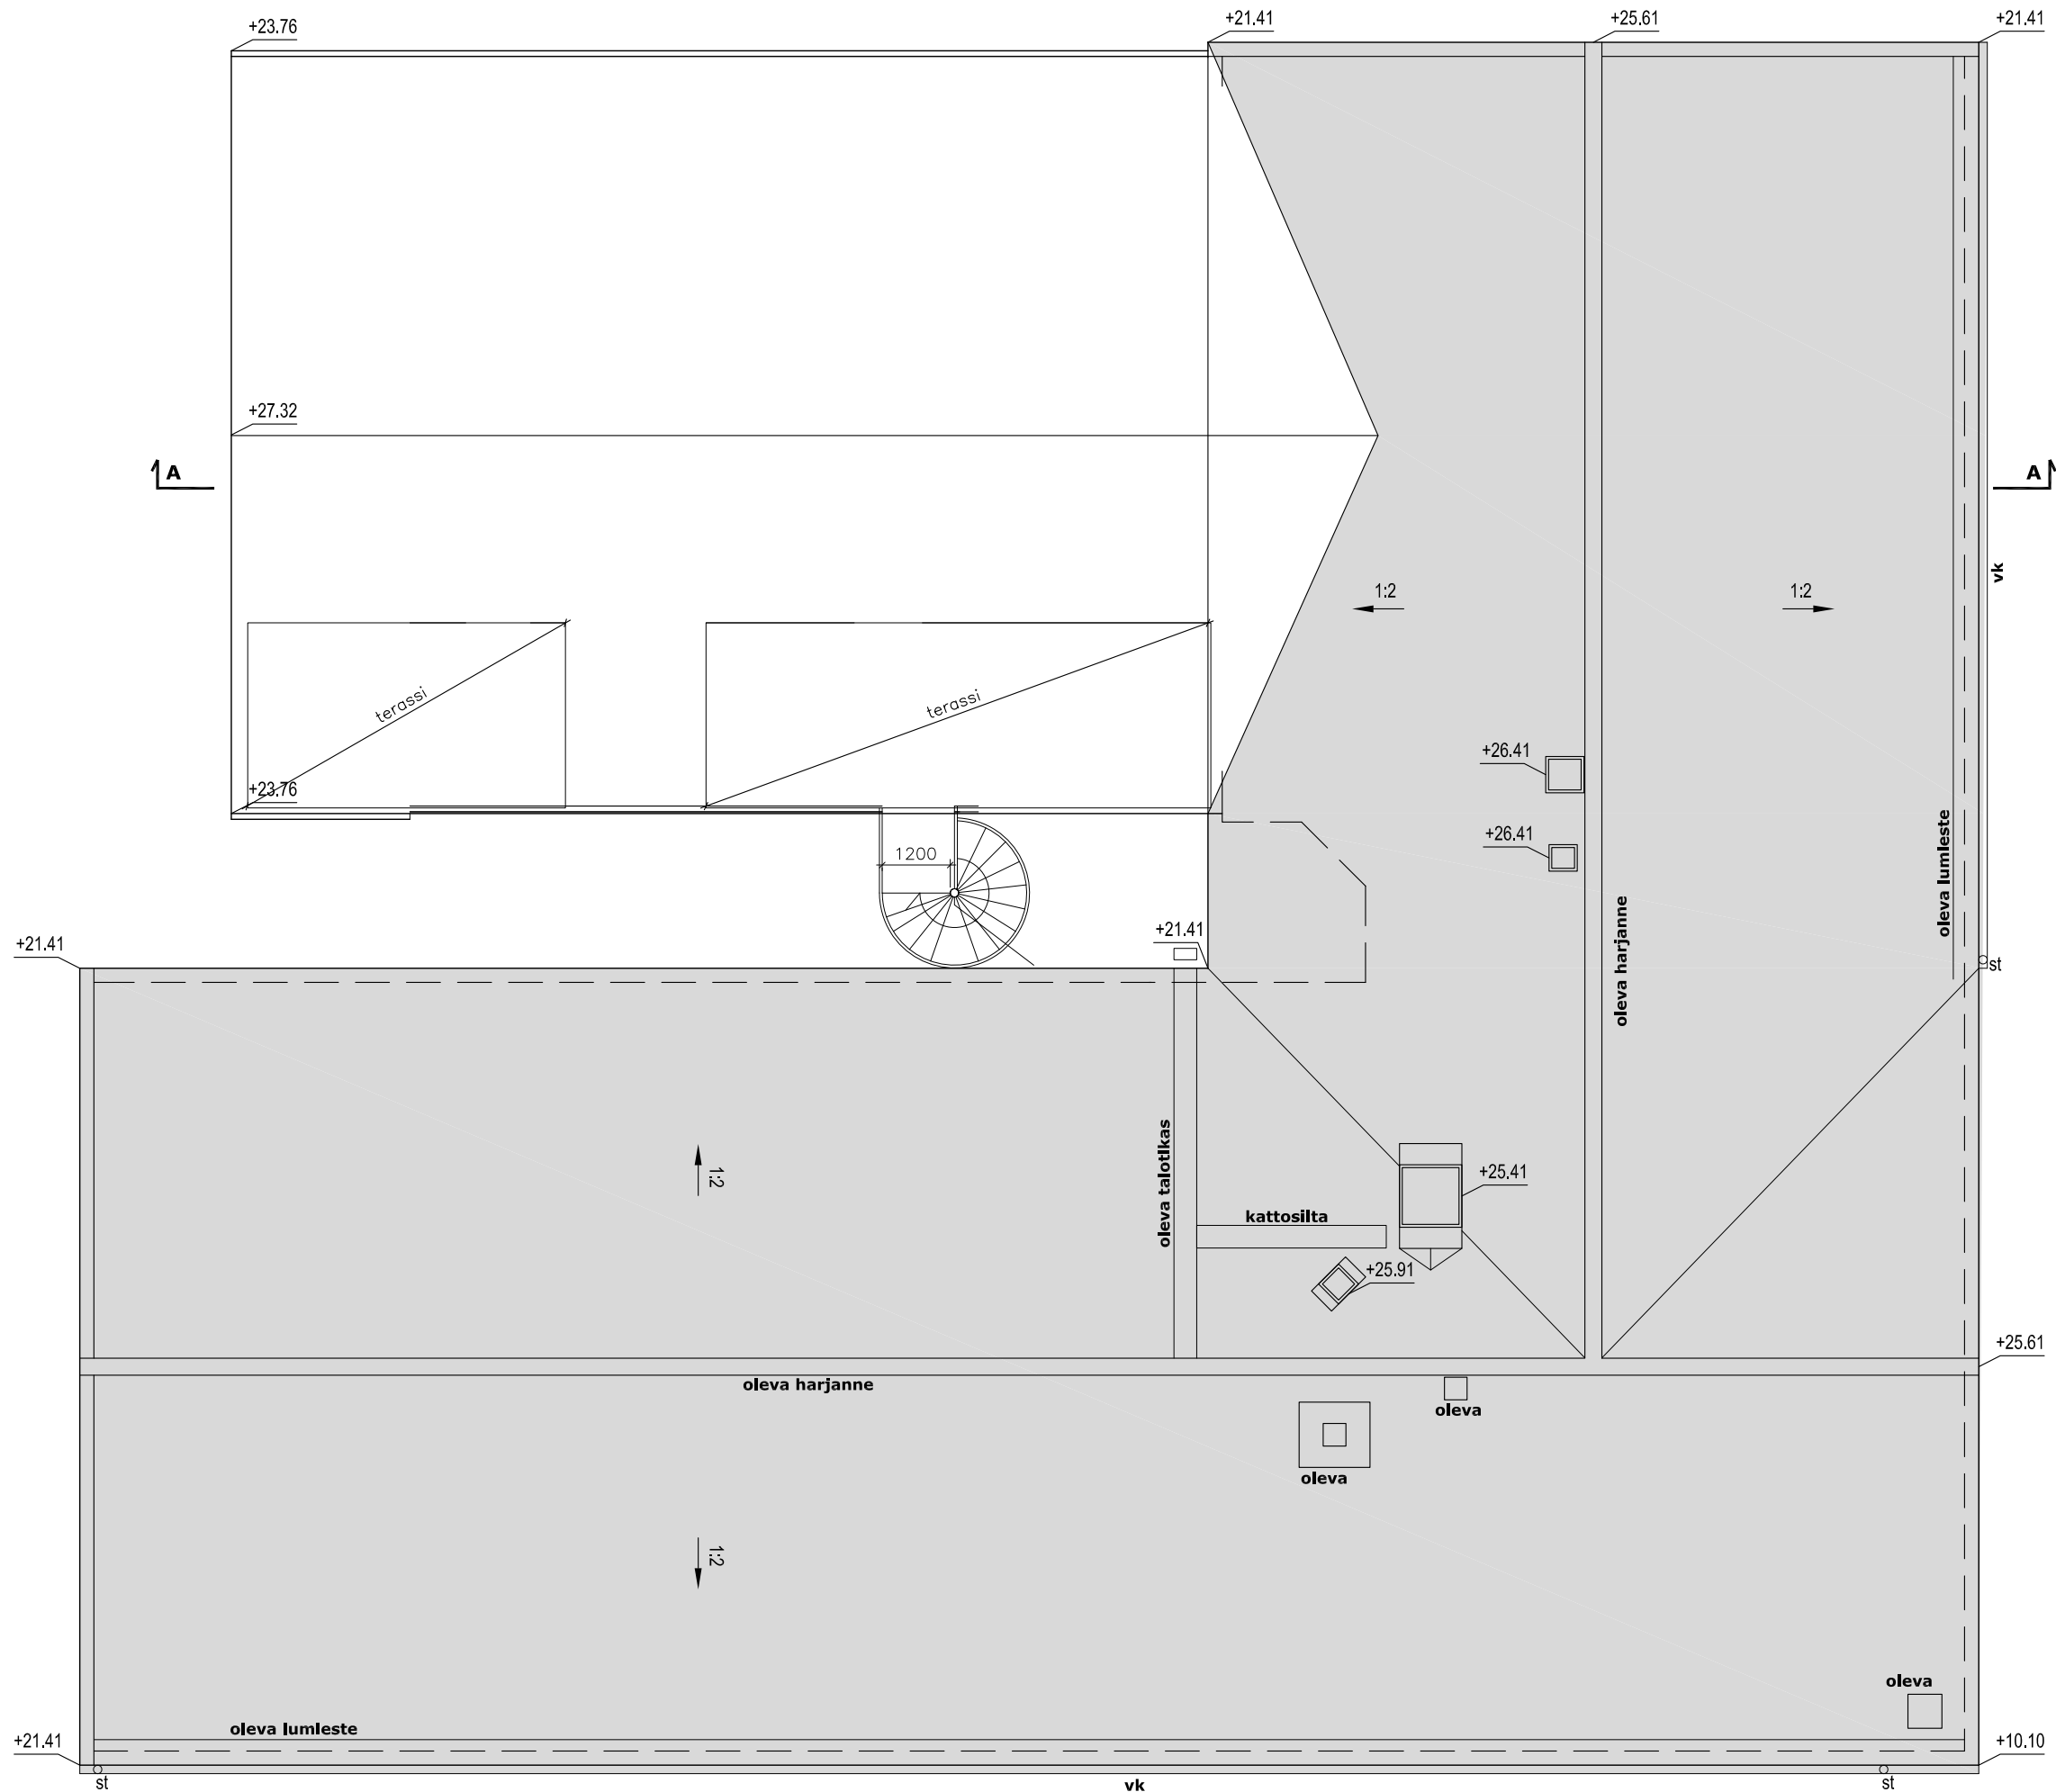 +23.76
+21.41
+25.61
+21.41
+27.32
A
A
vk
1:2
1:2
terassi
terassi
+23.76
+26.41
+26.41
oleva lumleste
1200
oleva harjanne
+21.41
+21.41
st
oleva talotikas
+25.41
1:2
kattosilta
+25.91
+25.61
oleva harjanne
oleva
oleva
1:2
oleva
oleva lumleste
+21.41
+10.10
st
vk
st